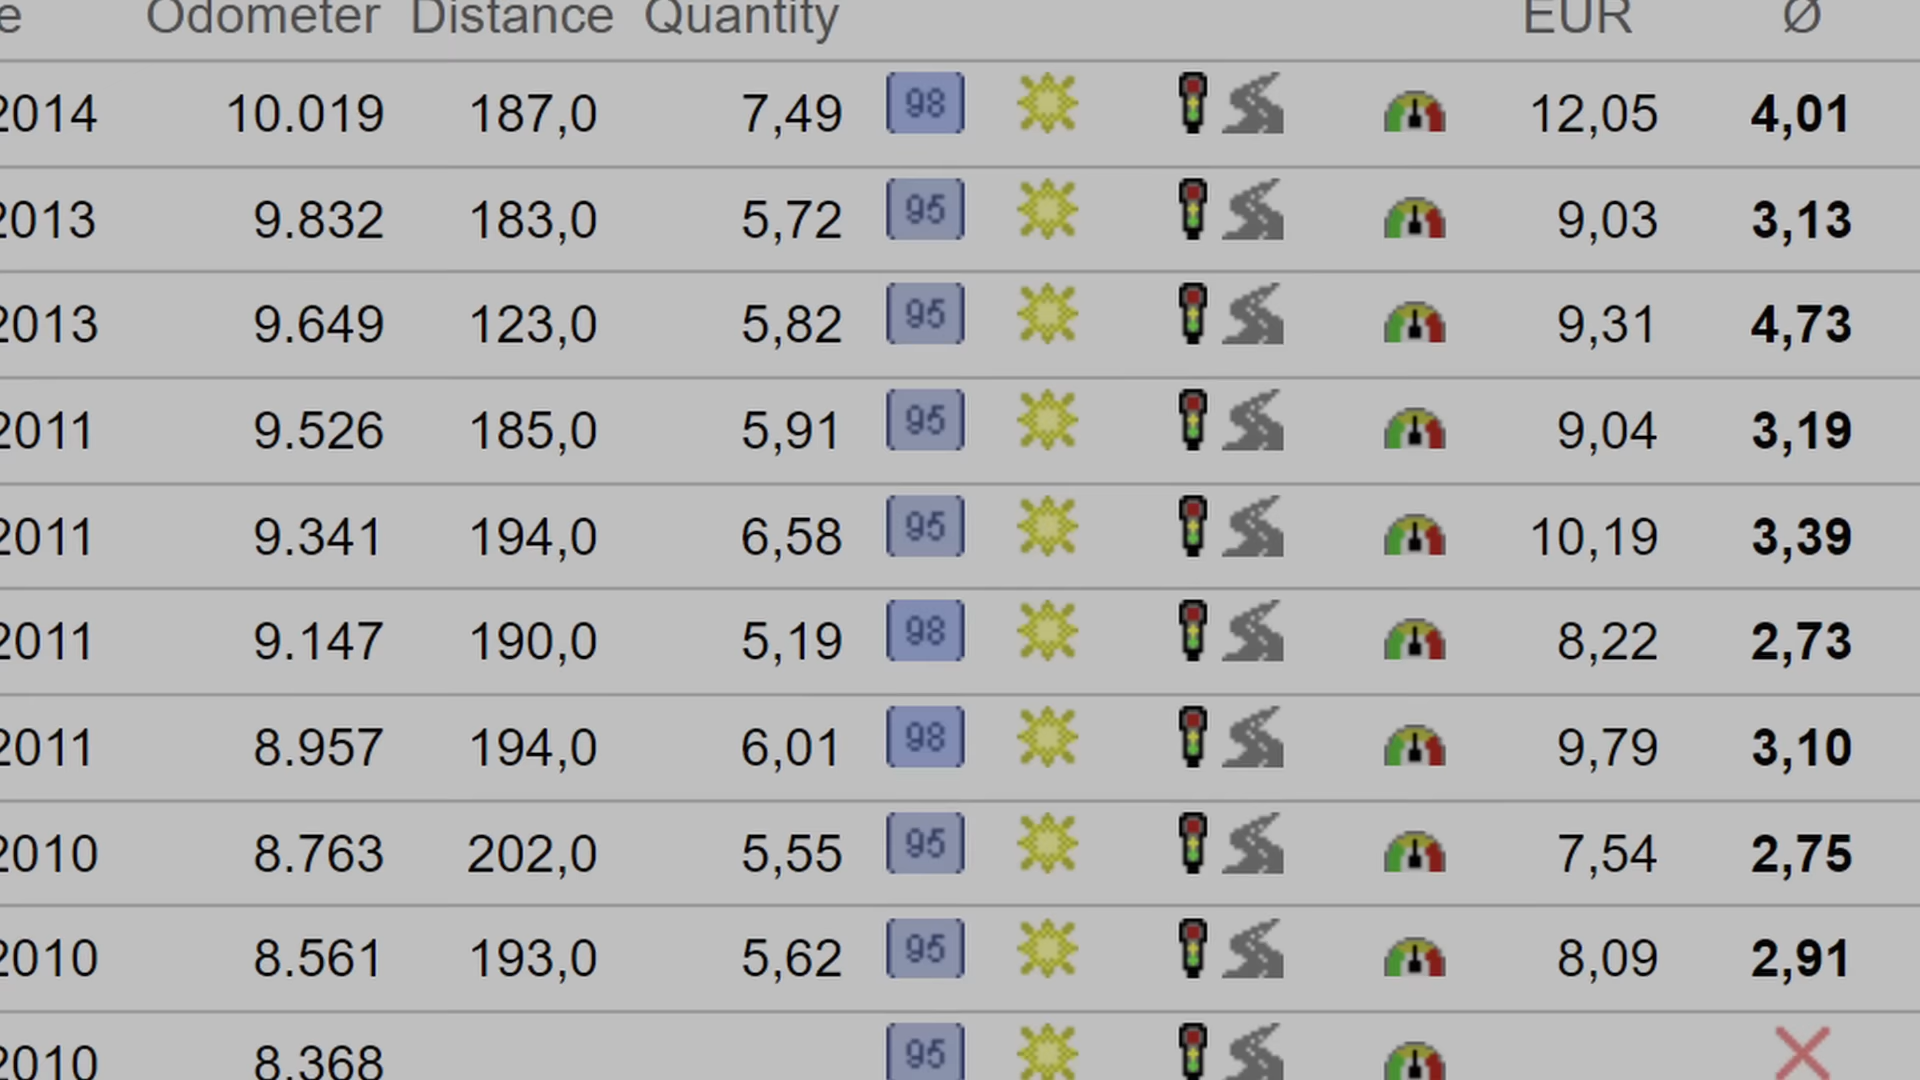 e Odometer Distance Quantity EUR Ø
2014 10.019 187,0 7,49 98 12,05 4,01
2013 9.832 183,0 5,72 95 9,03 3,13
2013 9.649 123,0 5,82 95 9,31 4,73
2011 9.526 185,0 5,91 95 9,04 3,19
2011 9.341 194,0 6,58 95 10,19 3,39
2011 9.147 190,0 5,19 98 8,22 2,73
2011 8.957 194,0 6,01 98 9,79 3,10
2010 8.763 202,0 5,55 95 7,54 2,75
2010 8.561 193,0 5,62 95 8,09 2,91
2010 8.368 95